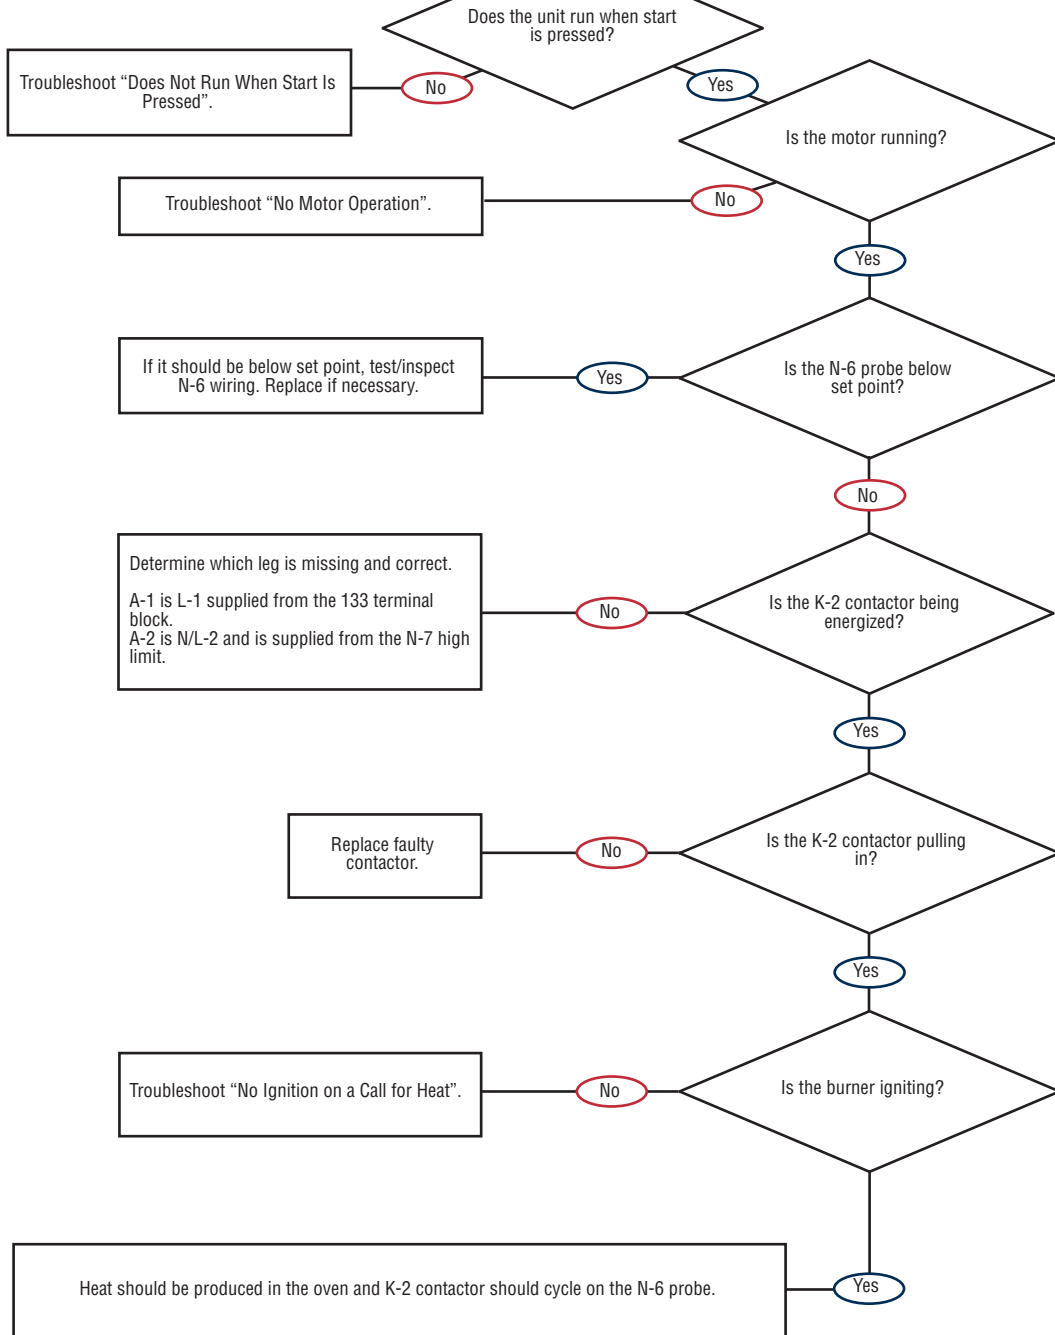 Does the unit run when start
is pressed?
Troubleshoot “Does Not Run When Start Is
Pressed”.
No
Yes
Is the motor running?
Troubleshoot “No Motor Operation”.
No
Yes
If it should be below set point, test/inspect
N-6 wiring. Replace if necessary.
Yes
Is the N-6 probe below
set point?
No
Determine which leg is missing and correct.
A-1 is L-1 supplied from the 133 terminal
block.
A-2 is N/L-2 and is supplied from the N-7 high
limit.
No
Is the K-2 contactor being
energized?
Yes
Replace faulty
contactor.
No
Is the K-2 contactor pulling
in?
Yes
Troubleshoot “No Ignition on a Call for Heat”.
No
Is the burner igniting?
Heat should be produced in the oven and K-2 contactor should cycle on the N-6 probe.
Yes